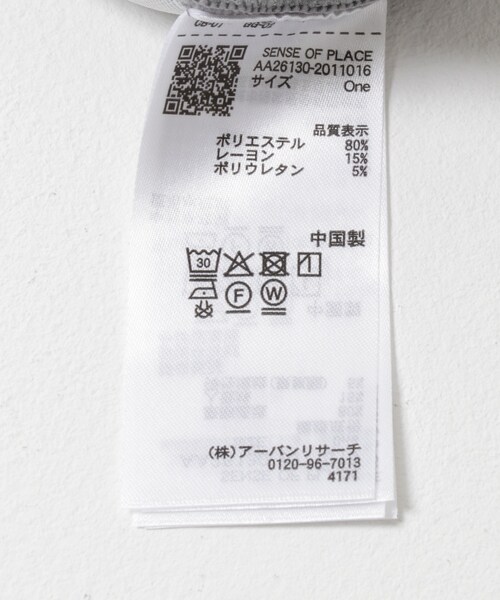 SENSE OF PLACE
AA26130-2011016
サイズ One
品質表示
ポリエステル 80%
レーヨン 15%
ポリウレタン 5%
中国製
30
F W
(株)アーバンリサーチ
0120-96-7013
4171